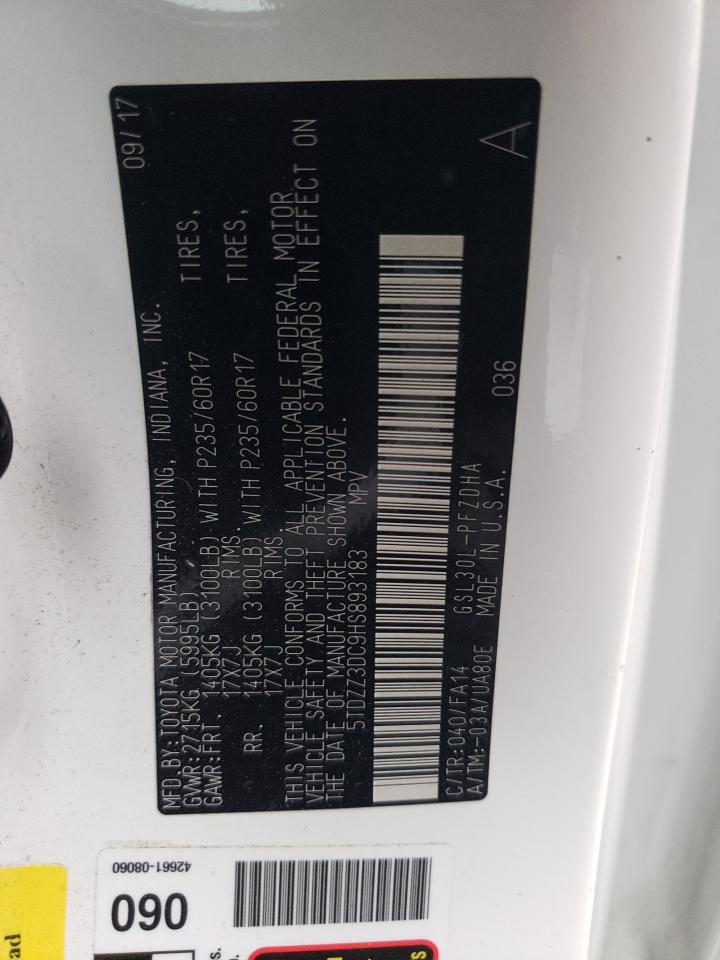 MFD.BY:TOYOTA MOTOR MANUFACTURING, INDIANA, INC. 09/17
GVWR:2715KG (5995LB)
GAWR:FRT. 1405KG (3100LB) WITH P235/60R17 TIRES,
17X7J RIMS
RR. 1405KG (3100LB) WITH P235/60R17 TIRES,
17X7J RIMS
THIS VEHICLE CONFORMS TO ALL APPLICABLE FEDERAL MOTOR
VEHICLE SAFETY AND THEFT PREVENTION STANDARDS IN EFFECT ON
THE DATE OF MANUFACTURE SHOWN ABOVE.
5TDZZ3DC9HS893183 MPV
C/TR:040/FA14 GSL30L-PFZDHA 036
A/TM:-03A/UA80E MADE IN U.S.A. A
42661-08060
060
ad
s.